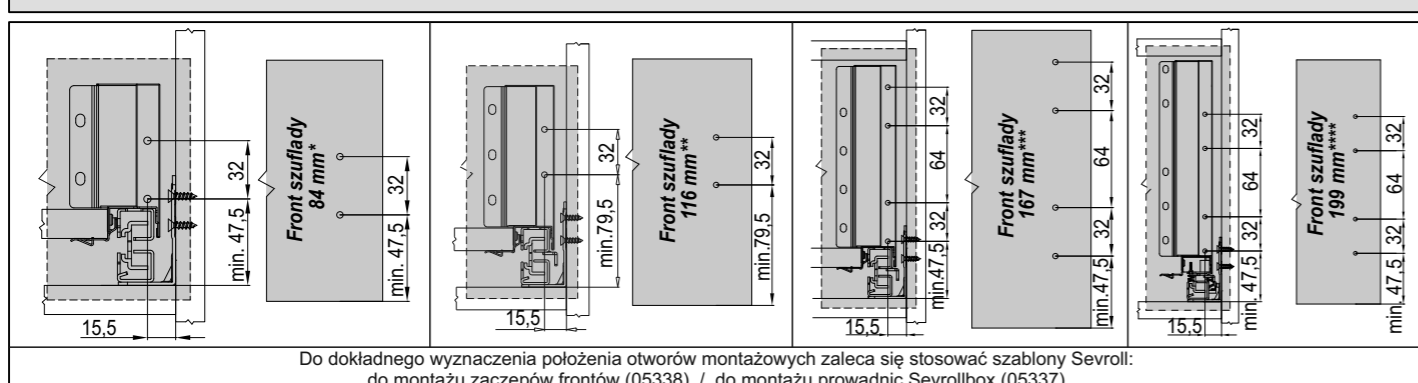 32
min. 47,5
15,5
Front szuflady
84 mm*
32
min. 47,5
32
min.79,5
15,5
Front szuflady
116 mm**
32
min.79,5
32
64
32
min.47,5
15,5
Front szuflady
167 mm***
32
64
32
min.47,5
32
64
32
min. 47,5
15,5
Front szuflady
199 mm****
32
64
32
min.47,5
Do dokładnego wyznaczenia położenia otworów montażowych zaleca się stosować szablony Sevroll:
do montażu zaczepów frontów (05338) / do montażu prowadnic Sevrollbox (05337)